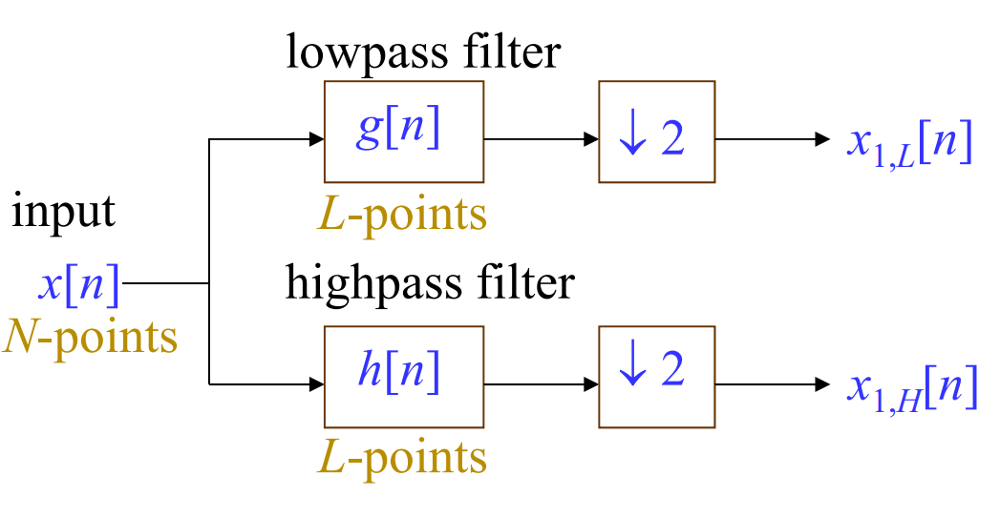 lowpass filter
g[n]
↓ 2
x1,L[n]
L-points
input
x[n]
N-points
highpass filter
h[n]
↓ 2
x1,H[n]
L-points